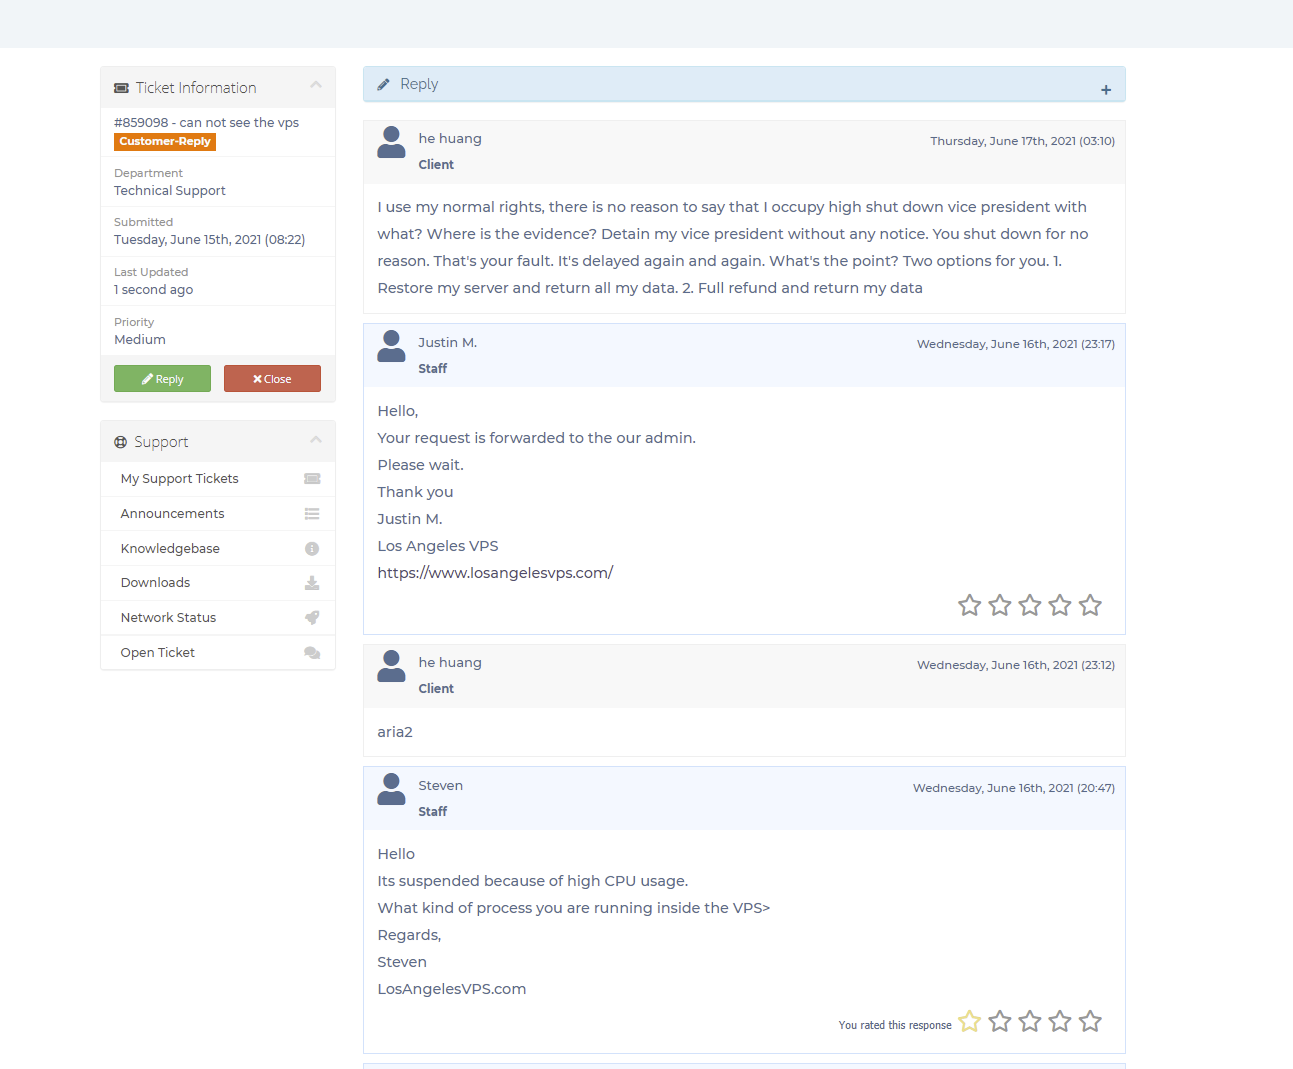 Ticket Information
#859098 - can not see the vps
Customer-Reply
Department
Technical Support
Submitted
Tuesday, June 15th, 2021 (08:22)
Last Updated
1 second ago
Priority
Medium
Reply
Close
Support
My Support Tickets
Announcements
Knowledgebase
Downloads
Network Status
Open Ticket
Reply
+
he huang
Client
Thursday, June 17th, 2021 (03:10)
I use my normal rights, there is no reason to say that I occupy high shut down vice president with
what? Where is the evidence? Detain my vice president without any notice. You shut down for no
reason. That's your fault. It's delayed again and again. What's the point? Two options for you. 1.
Restore my server and return all my data. 2. Full refund and return my data
Justin M.
Staff
Wednesday, June 16th, 2021 (23:17)
Hello,
Your request is forwarded to the our admin.
Please wait.
Thank you
Justin M.
Los Angeles VPS
https://www.losangelesvps.com/
he huang
Client
Wednesday, June 16th, 2021 (23:12)
aria2
Steven
Staff
Wednesday, June 16th, 2021 (20:47)
Hello
Its suspended because of high CPU usage.
What kind of process you are running inside the VPS>
Regards,
Steven
LosAngelesVPS.com
You rated this response